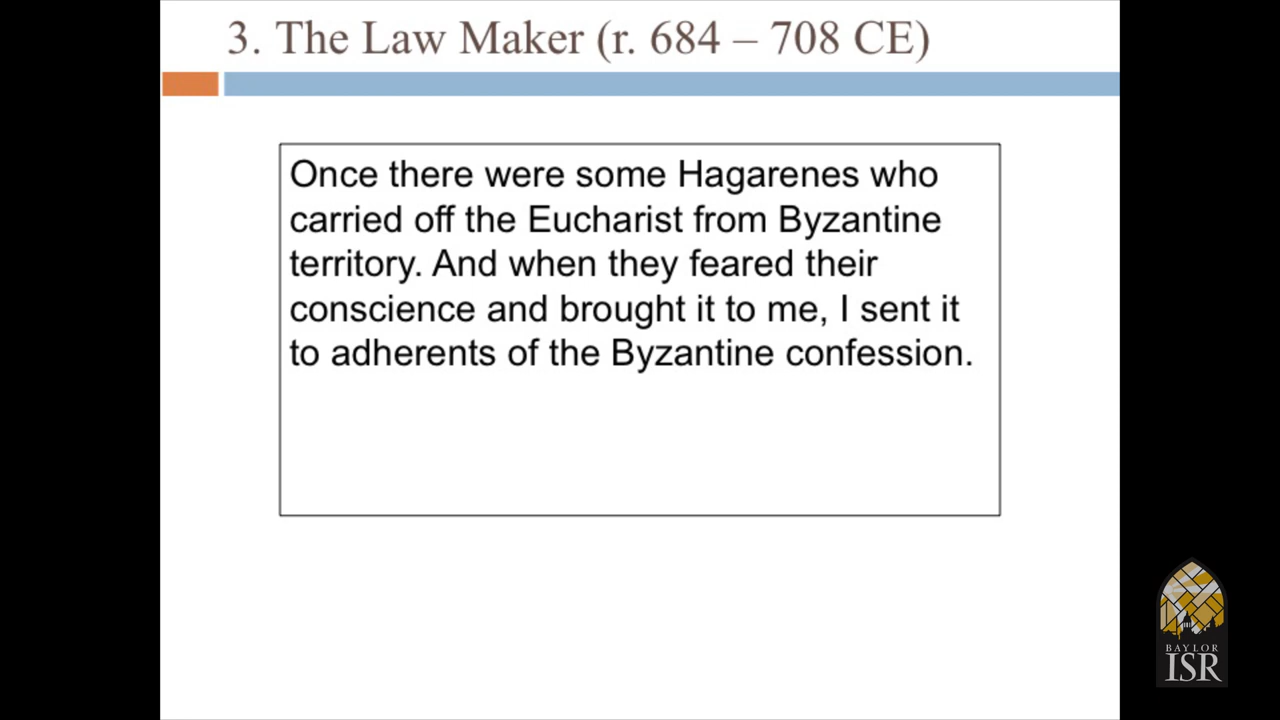 3. The Law Maker (r. 684 – 708 CE)
Once there were some Hagarenes who
carried off the Eucharist from Byzantine
territory. And when they feared their
conscience and brought it to me, I sent it
to adherents of the Byzantine confession.
BAYLOR
ISR